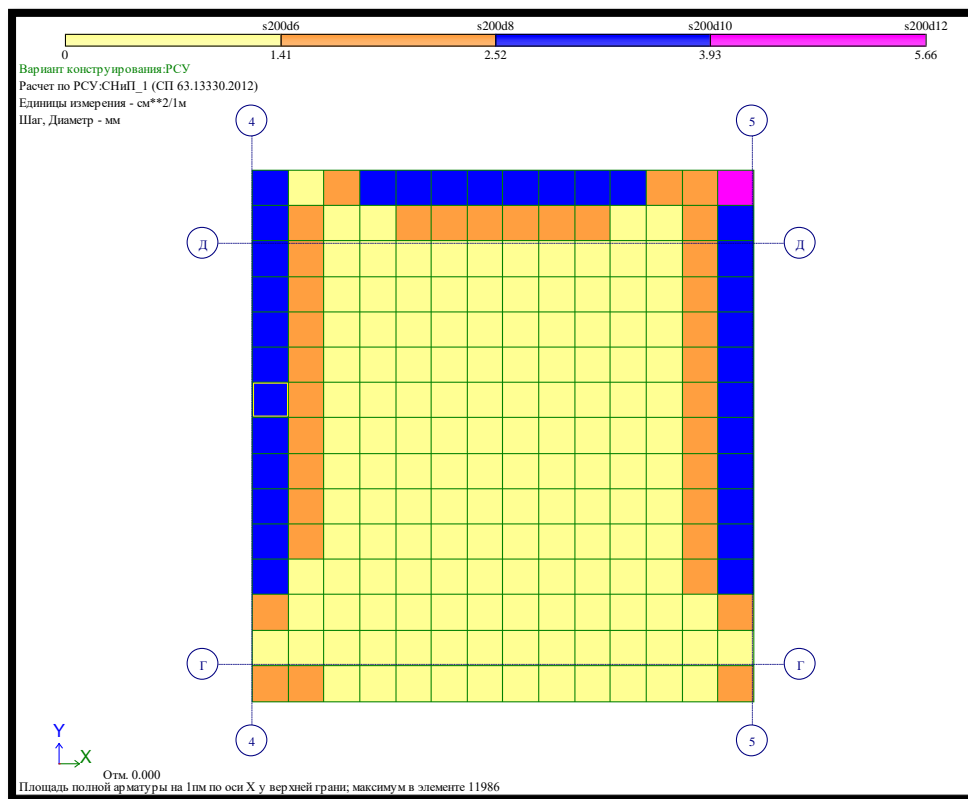 s200d6 s200d8 s200d10 s200d12
0 1.41 2.52 3.93 5.66
Вариант конструирования:РСУ
Расчет по РСУ:СНиП_1 (СП 63.13330.2012)
Единицы измерения - см**2/1м
Шаг, Диаметр - мм
4 5
Д Д
Г Г
4 5
Y
X
Отм. 0.000
Площадь полной арматуры на 1пм по оси X у верхней грани; максимум в элементе 11986